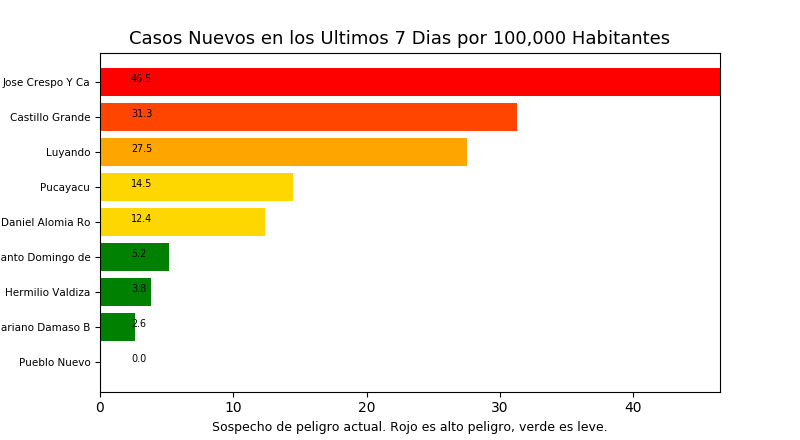 Casos Nuevos en los Ultimos 7 Dias por 100,000 Habitantes
Jose Crespo Y Ca 46.5
Castillo Grande 31.3
Luyando 27.5
Pucayacu 14.5
Daniel Alomia Ro 12.4
anto Domingo de 5.2
Hermilio Valdiza 3.8
ariano Damaso B 2.6
Pueblo Nuevo 0.0
0 10 20 30 40
Sospecho de peligro actual. Rojo es alto peligro, verde es leve.